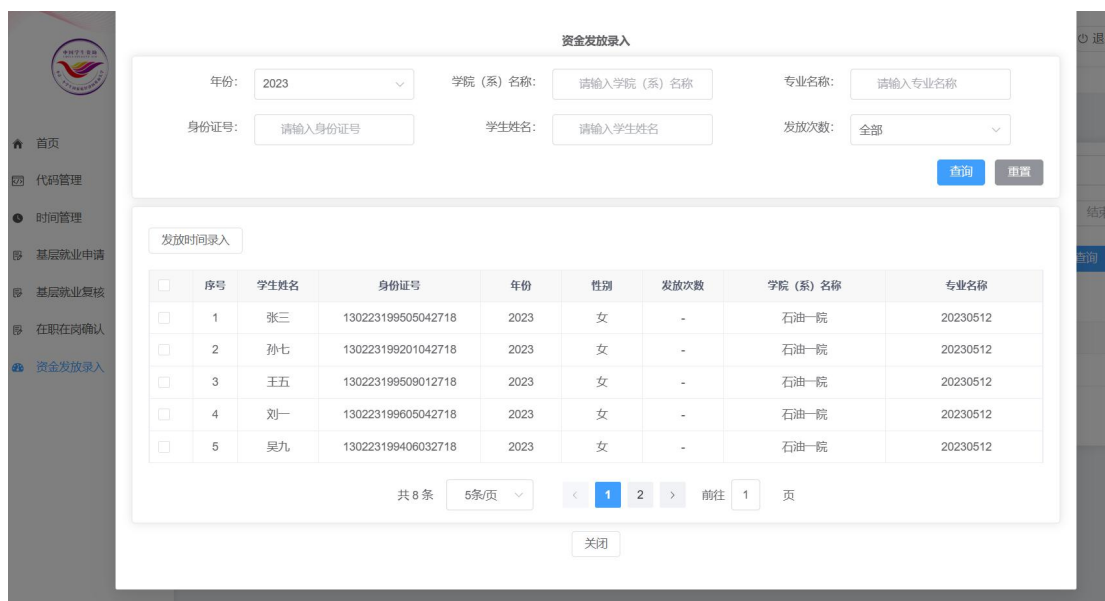 资金发放录入
退
年份： 2023 学院（系）名称： 请输入学院（系）名称 专业名称： 请输入专业名称
身份证号： 请输入身份证号 学生姓名： 请输入学生姓名 发放次数： 全部
查询 重置
首页
代码管理
时间管理
基层就业申请
基层就业复核
在职在岗确认
资金发放录入
结束
查询
发放时间录入
序号 学生姓名 身份证号 年份 性别 发放次数 学院（系）名称 专业名称
1 张三 130223199505042718 2023 女 - 石油一院 20230512
2 孙七 130223199201042718 2023 女 - 石油一院 20230512
3 王五 130223199509012718 2023 女 - 石油一院 20230512
4 刘一 130223199605042718 2023 女 - 石油一院 20230512
5 吴九 130223199406032718 2023 女 - 石油一院 20230512
共 8 条 5条/页 < 1 2 > 前往 1 页
关闭